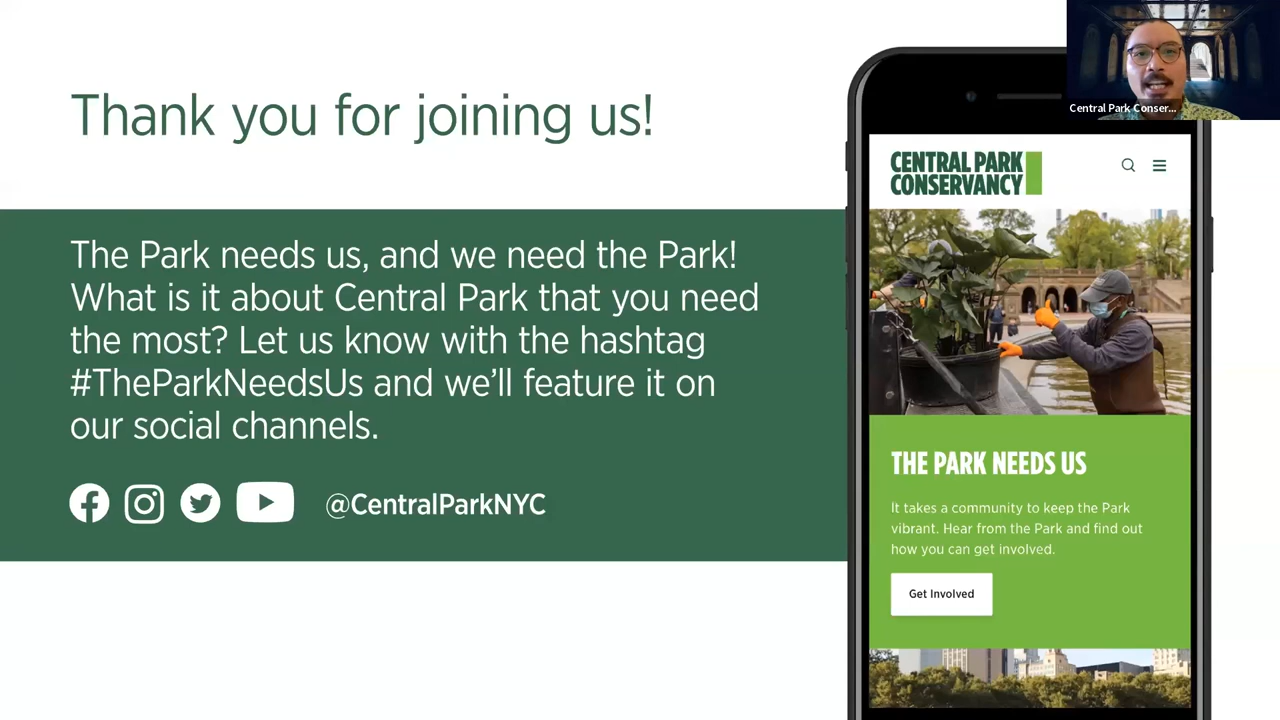 Thank you for joining us!
The Park needs us, and we need the Park!
What is it about Central Park that you need
the most? Let us know with the hashtag
#TheParkNeedsUs and we'll feature it on
our social channels.
@CentralParkNYC
Central Park Conser...
CENTRAL PARK
CONSERVANCY
THE PARK NEEDS US
It takes a community to keep the Park
vibrant. Hear from the Park and find out
how you can get involved.
Get Involved